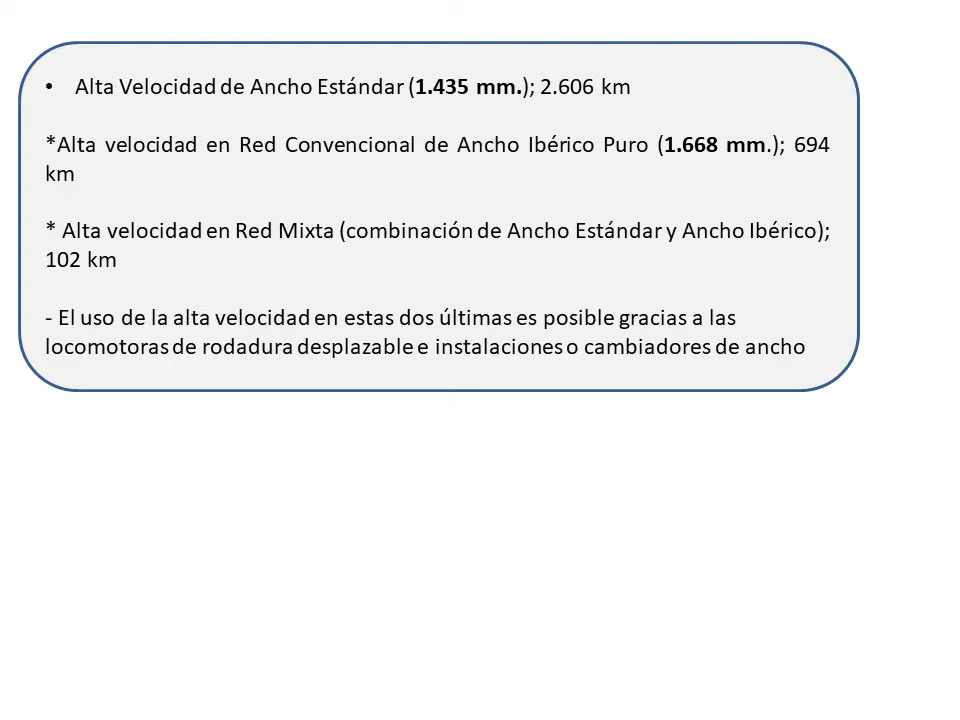 • Alta Velocidad de Ancho Estándar (1.435 mm.); 2.606 km
*Alta velocidad en Red Convencional de Ancho Ibérico Puro (1.668 mm.); 694
km
* Alta velocidad en Red Mixta (combinación de Ancho Estándar y Ancho Ibérico);
102 km
- El uso de la alta velocidad en estas dos últimas es posible gracias a las
locomotoras de rodadura desplazable e instalaciones o cambiadores de ancho